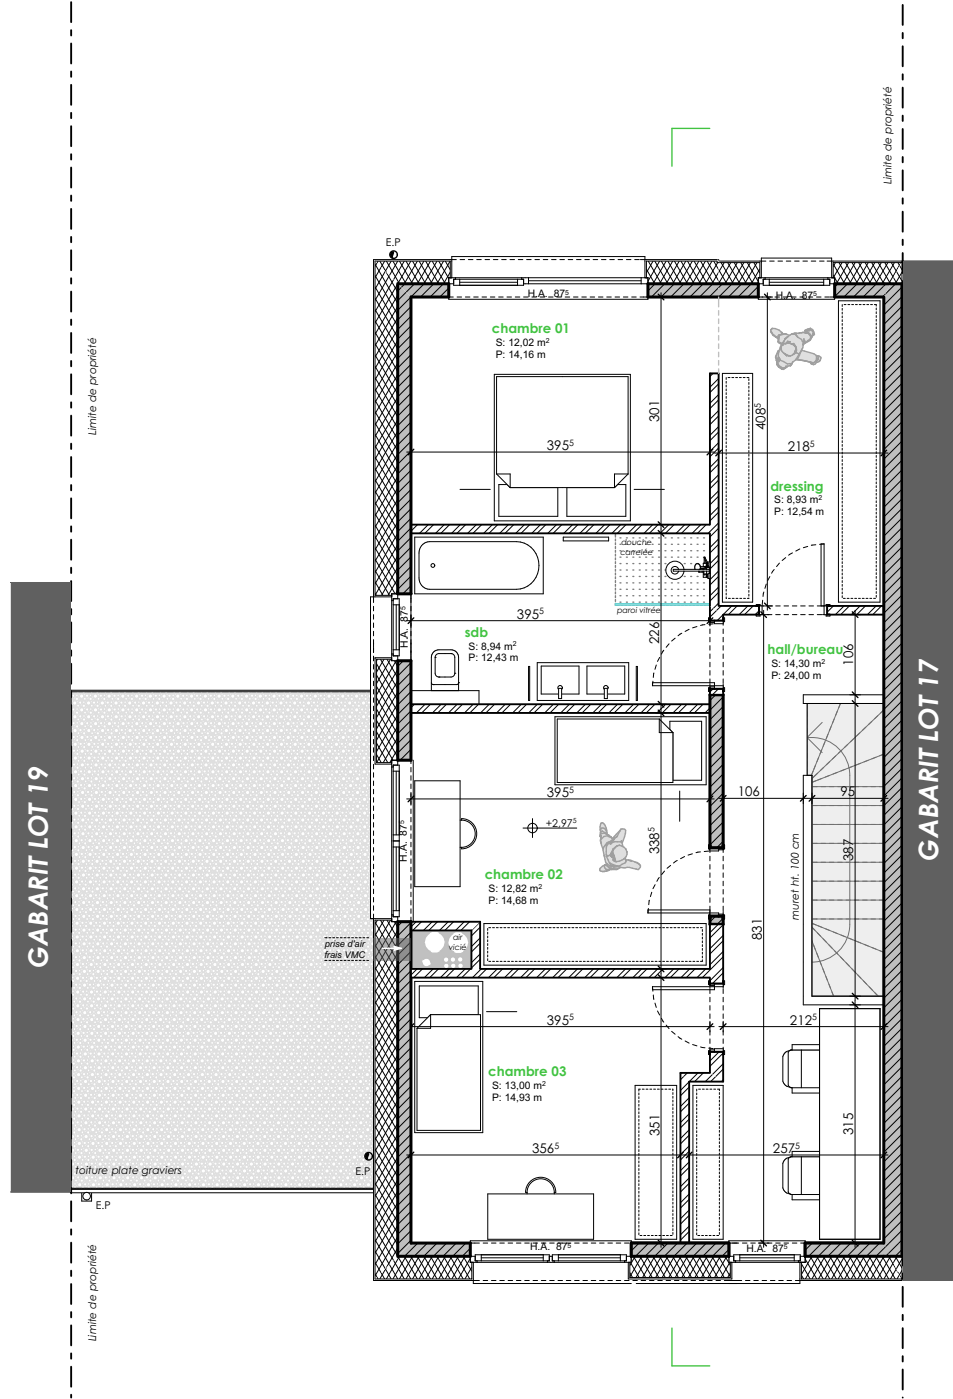 Limite de propriété
E.P
H.A. 87⁵
H.A. 87⁵
chambre 01
S: 12,02 m²
P: 14,16 m
Limite de propriété
301
408⁵
395⁵
218⁵
dressing
S: 8,93 m²
P: 12,54 m
douche
carrelée
paroi vitrée
H.A. 87⁵
395⁵
sdb
S: 8,94 m²
P: 12,43 m
226
hall/bureau
S: 14,30 m²
P: 24,00 m
106
GABARIT LOT 17
GABARIT LOT 19
395⁵
106
95
H.A. 87⁵
+2,97⁵
338⁵
387
muret ht. 100 cm
chambre 02
S: 12,82 m²
P: 14,68 m
831
prise d'air
frais VMC
air
vicié
395⁵
212⁵
chambre 03
S: 13,00 m²
P: 14,93 m
351
315
356⁵
257⁵
toiture plate graviers
E.P
E.P
H.A. 87⁵
H.A. 87⁵
Limite de propriété